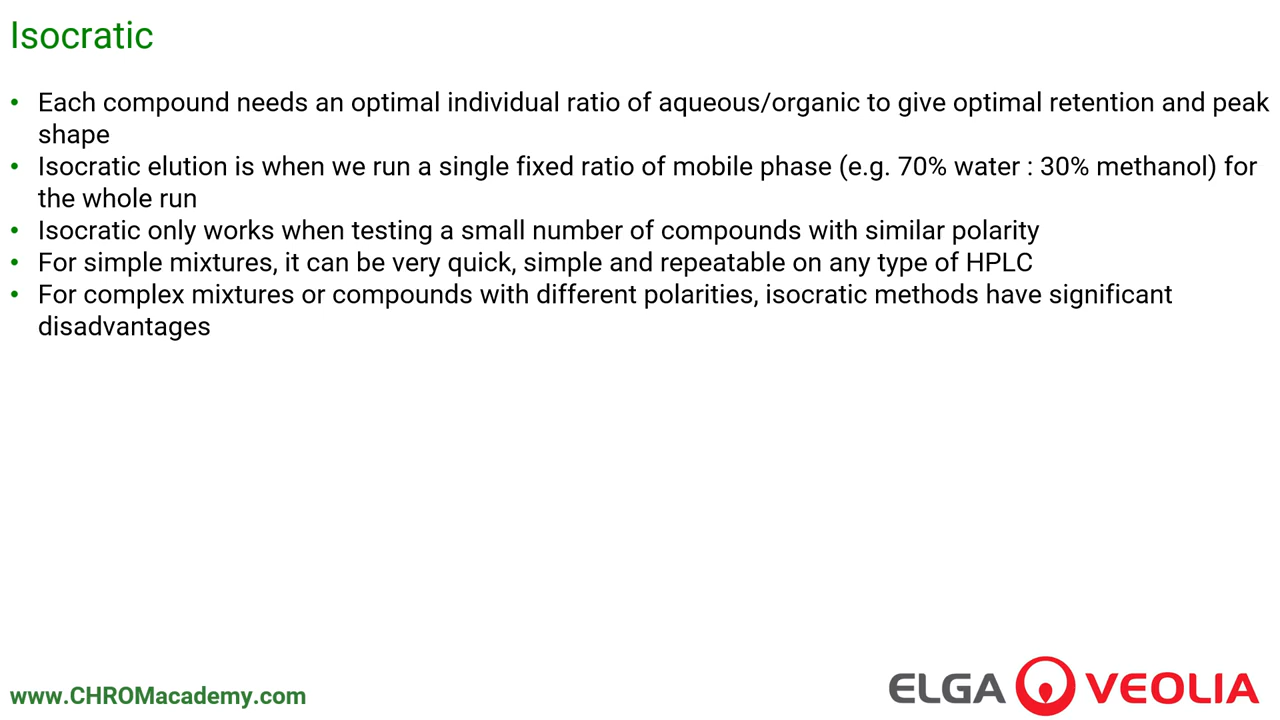 Isocratic
• Each compound needs an optimal individual ratio of aqueous/organic to give optimal retention and peak
shape
• Isocratic elution is when we run a single fixed ratio of mobile phase (e.g. 70% water : 30% methanol) for
the whole run
• Isocratic only works when testing a small number of compounds with similar polarity
• For simple mixtures, it can be very quick, simple and repeatable on any type of HPLC
• For complex mixtures or compounds with different polarities, isocratic methods have significant
disadvantages
www.CHROMacademy.com
ELGA VEOLIA